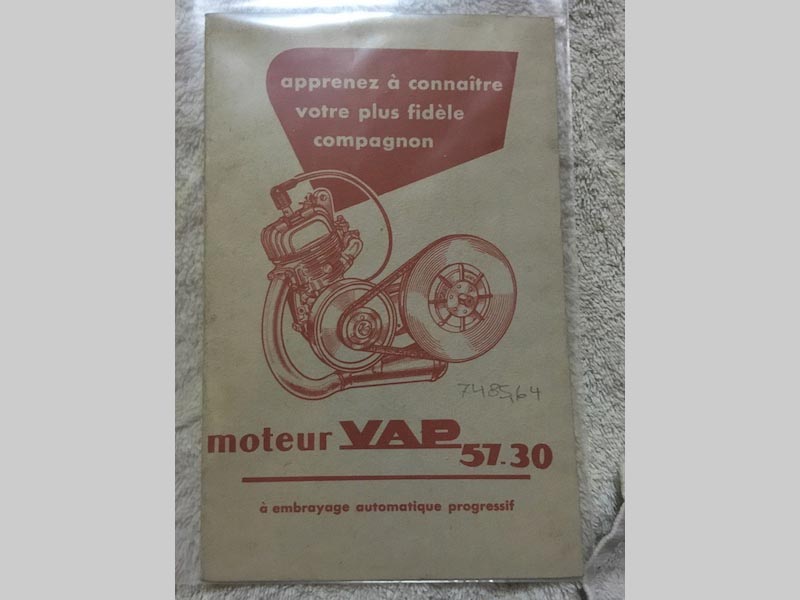 apprenez à connaître
votre plus fidèle
compagnon
7485,64
moteur VAP
57-30
à embrayage automatique progressif